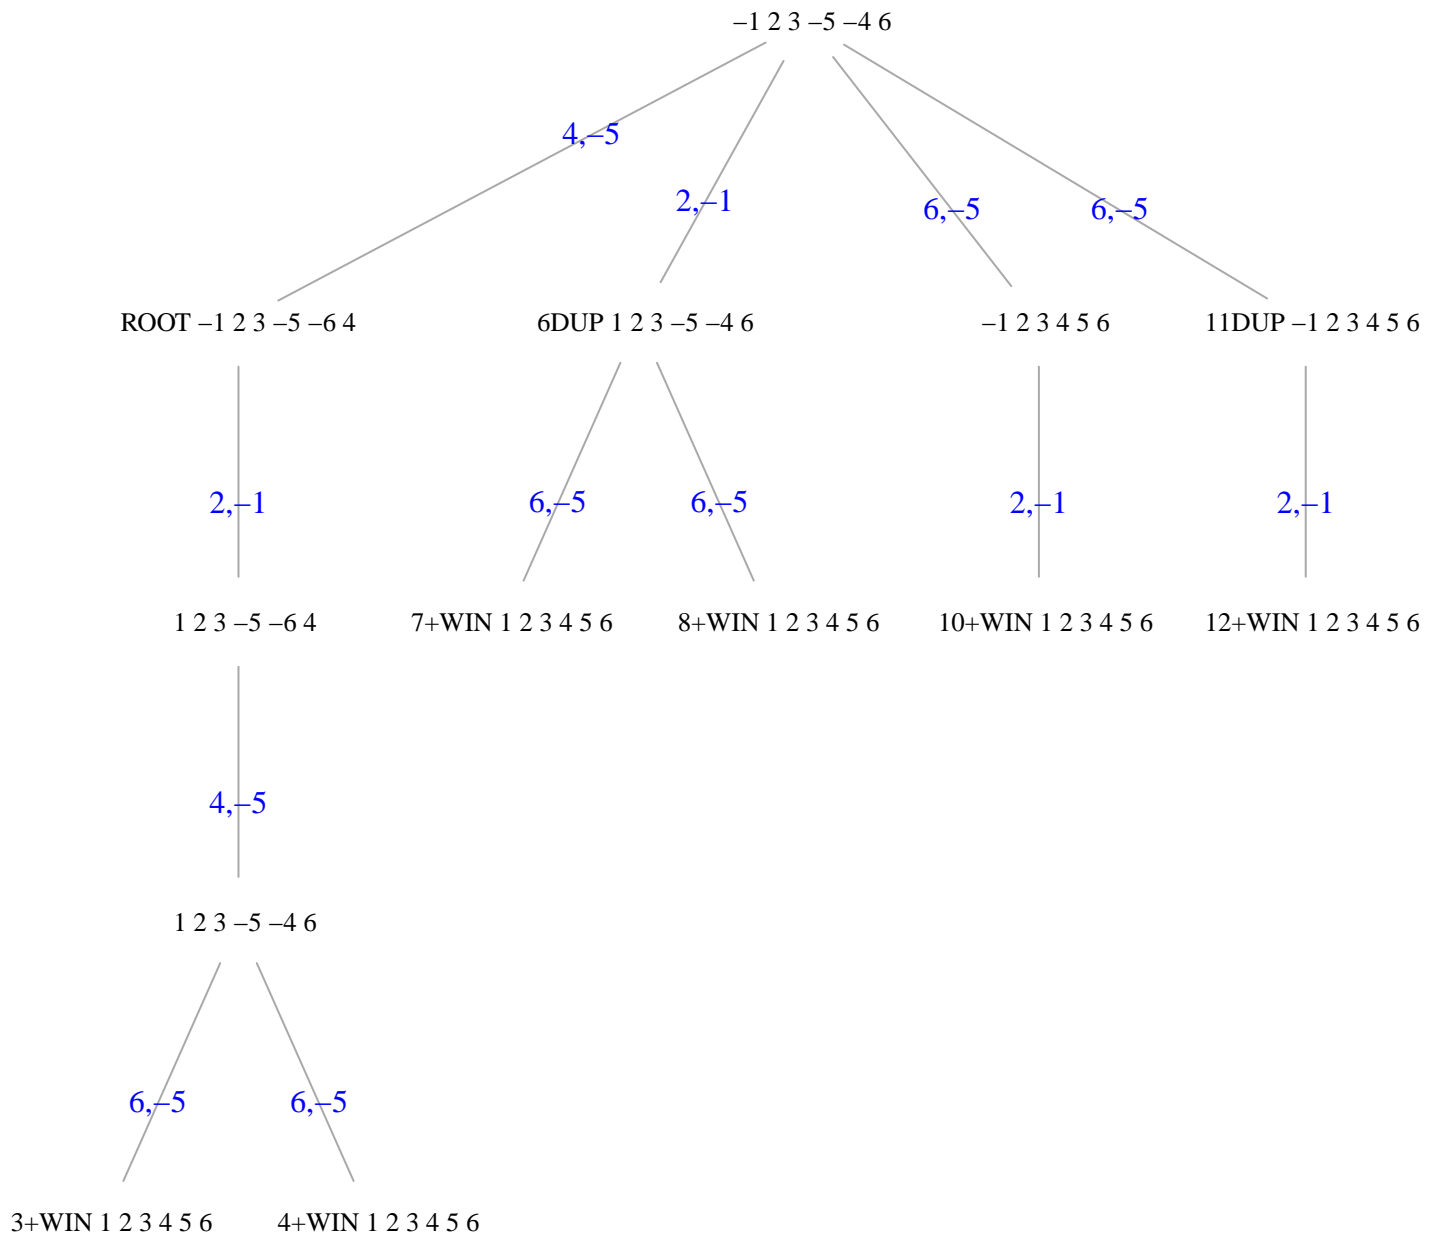 –1 2 3 –5 –4 6
4,–5
2,–1
6,–5
6,–5
ROOT –1 2 3 –5 –6 4
6DUP 1 2 3 –5 –4 6
–1 2 3 4 5 6
11DUP –1 2 3 4 5 6
2,–1
6,–5
6,–5
2,–1
2,–1
1 2 3 –5 –6 4
7+WIN 1 2 3 4 5 6
8+WIN 1 2 3 4 5 6
10+WIN 1 2 3 4 5 6
12+WIN 1 2 3 4 5 6
4,–5
1 2 3 –5 –4 6
6,–5
6,–5
3+WIN 1 2 3 4 5 6
4+WIN 1 2 3 4 5 6